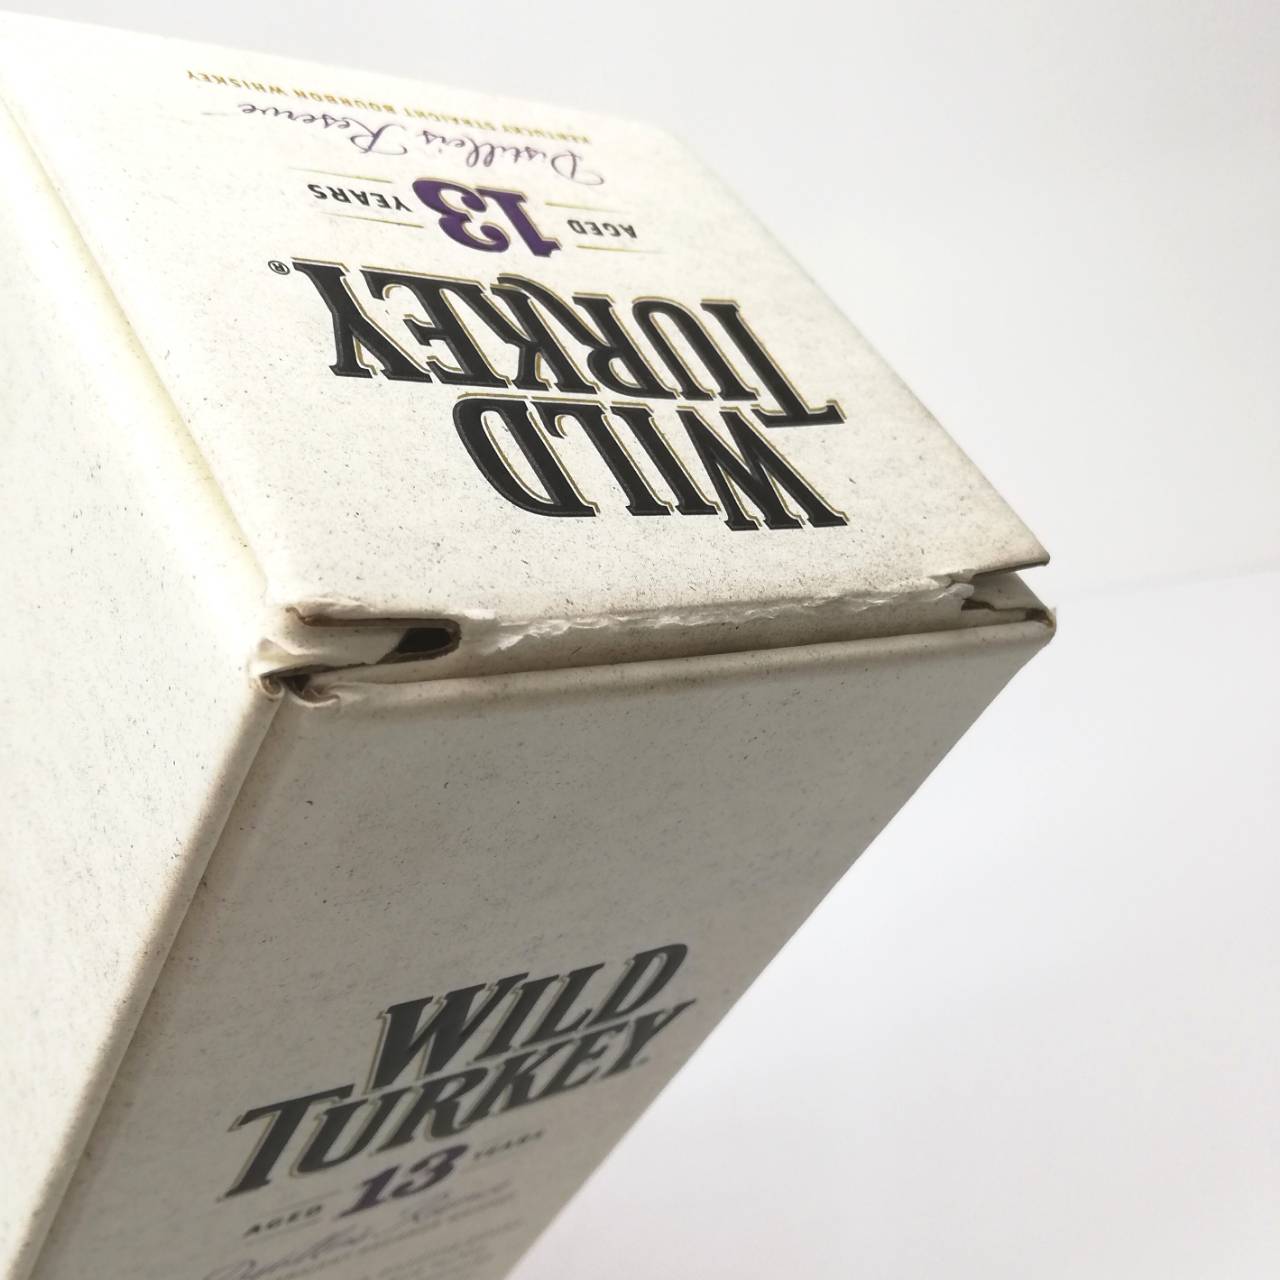 WILD
TURKEY®
AGED 13 YEARS
Distiller's Reserve
KENTUCKY STRAIGHT BOURBON WHISKEY
WILD
TURKEY
AGED 13 YEARS